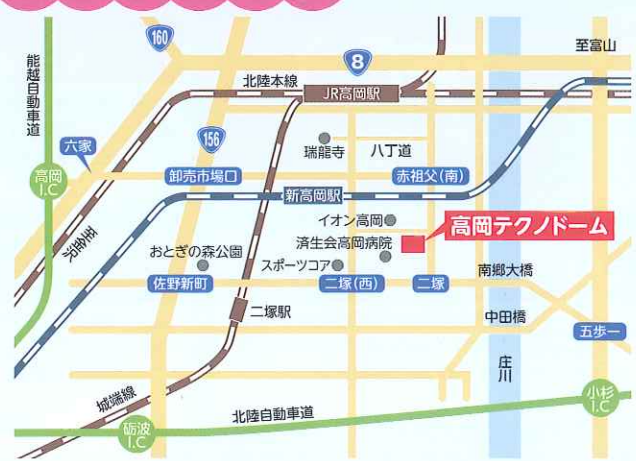 160
8
至富山
能越自動車道
北陸本線
JR高岡駅
156
六家
瑞龍寺
八丁道
高岡
I.C
卸売市場口
赤祖父(南)
新高岡駅
イオン高岡
高岡テクノドーム
至金沢
おとぎの森公園
済生会高岡病院
スポーツコア
南郷大橋
佐野新町
二塚(西)
二塚
二塚駅
中田橋
五歩一
庄川
城端線
小杉
I.C
北陸自動車道
砺波
I.C